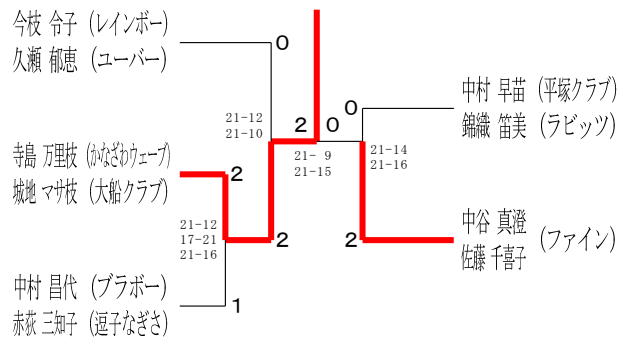 今枝 令子 (レインボー)
久瀬 郁恵 (ユーバー)
0
21-12
21-10
2
0
21- 9
21-15
寺島 万里枝 (かなざわウェーブ)
城地 マサ枝 (大船クラブ)
2
21-12
17-21
21-16
2
中村 昌代 (ブラボー)
赤荻 三知子 (逗子なぎさ)
1
中村 早苗 (平塚クラブ)
錦織 笛美 (ラビッツ)
0
21-14
21-16
中谷 真澄
佐藤 千喜子
(ファイン)
2